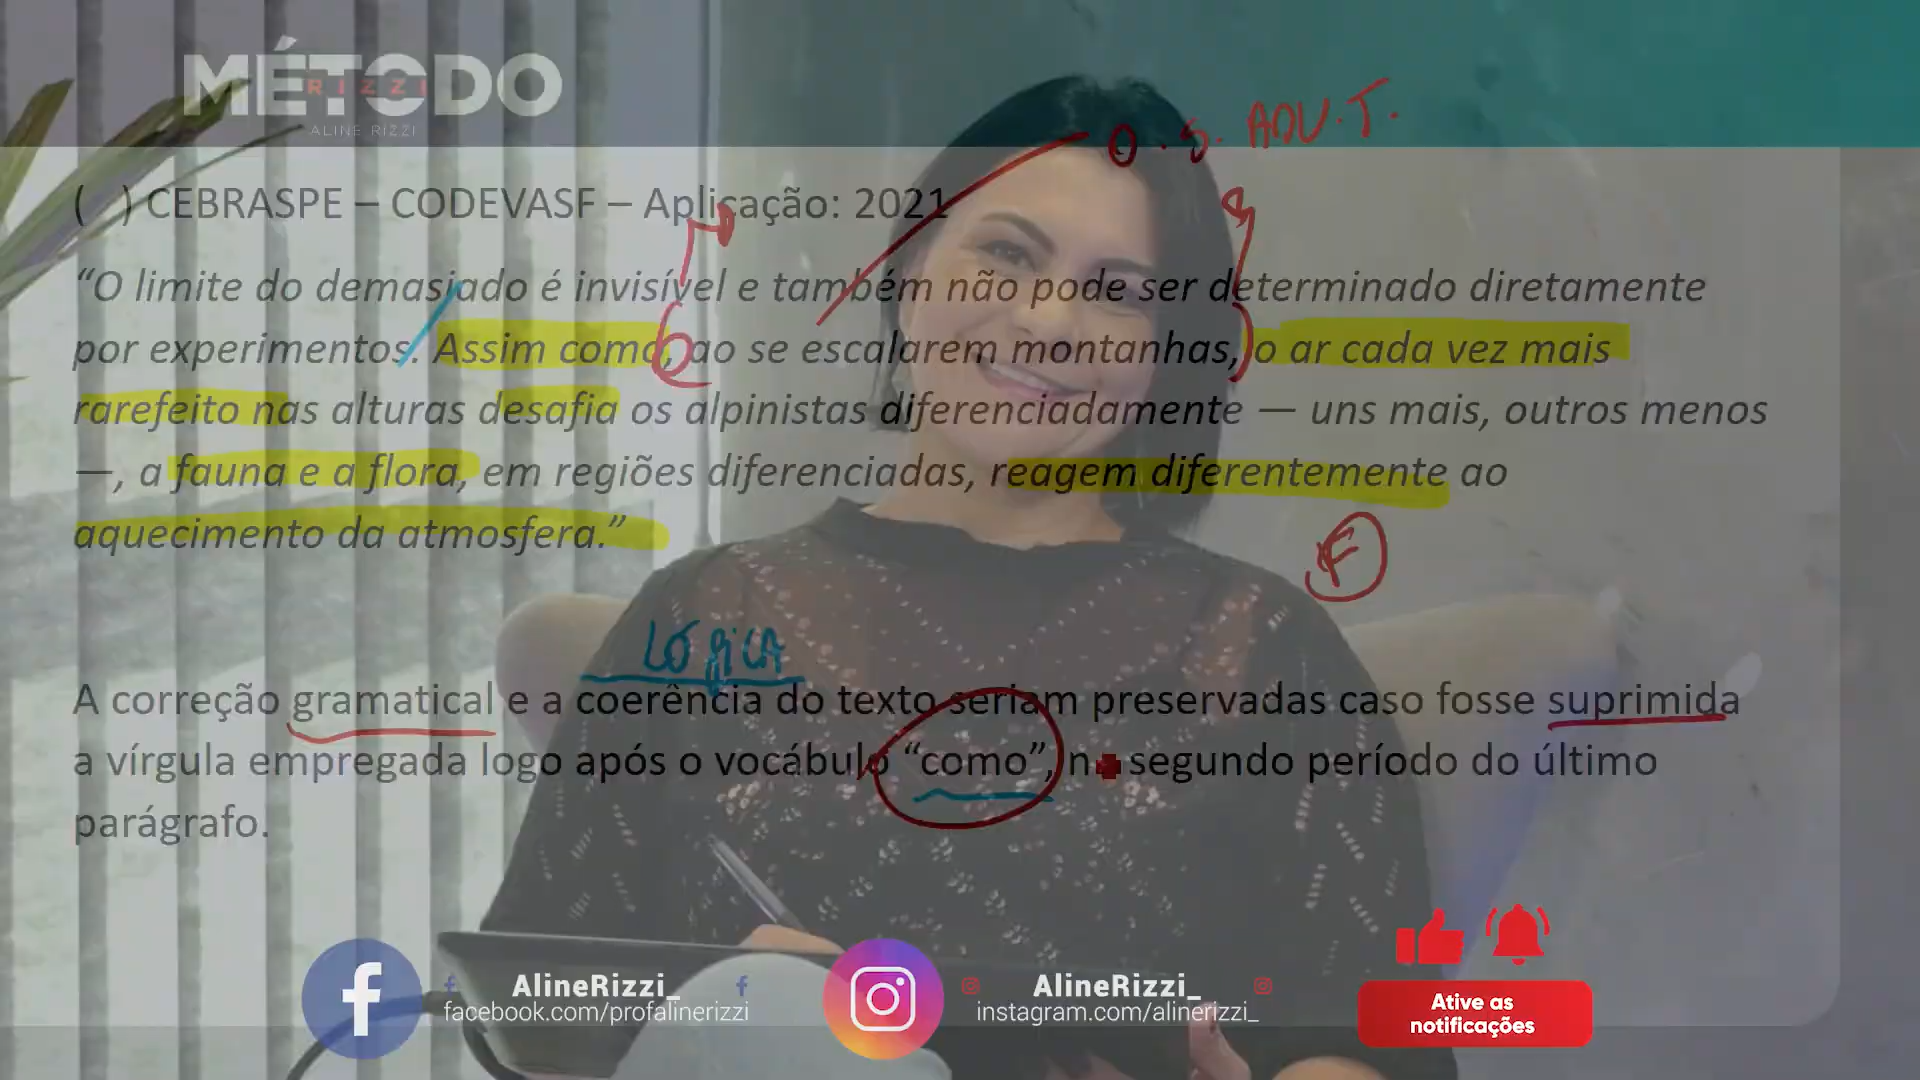 MÉTODO
RIZZI
ALINE RIZZI
O. S. ADV. T.
( ) CEBRASPE – CODEVASF – Aplicação: 2021
“O limite do demasiado é invisível e também não pode ser determinado diretamente
por experimentos. Assim como, ao se escalarem montanhas, o ar cada vez mais
rarefeito nas alturas desafia os alpinistas diferenciadamente — uns mais, outros menos
—, a fauna e a flora, em regiões diferenciadas, reagem diferentemente ao
aquecimento da atmosfera.”
F
LÓGICA
A correção gramatical e a coerência do texto seriam preservadas caso fosse suprimida
a vírgula empregada logo após o vocábulo “como”, no segundo período do último
parágrafo.
AlineRizzi_
facebook.com/profalinerizzi
AlineRizzi_
instagram.com/alinerizzi_
Ative as
notificações